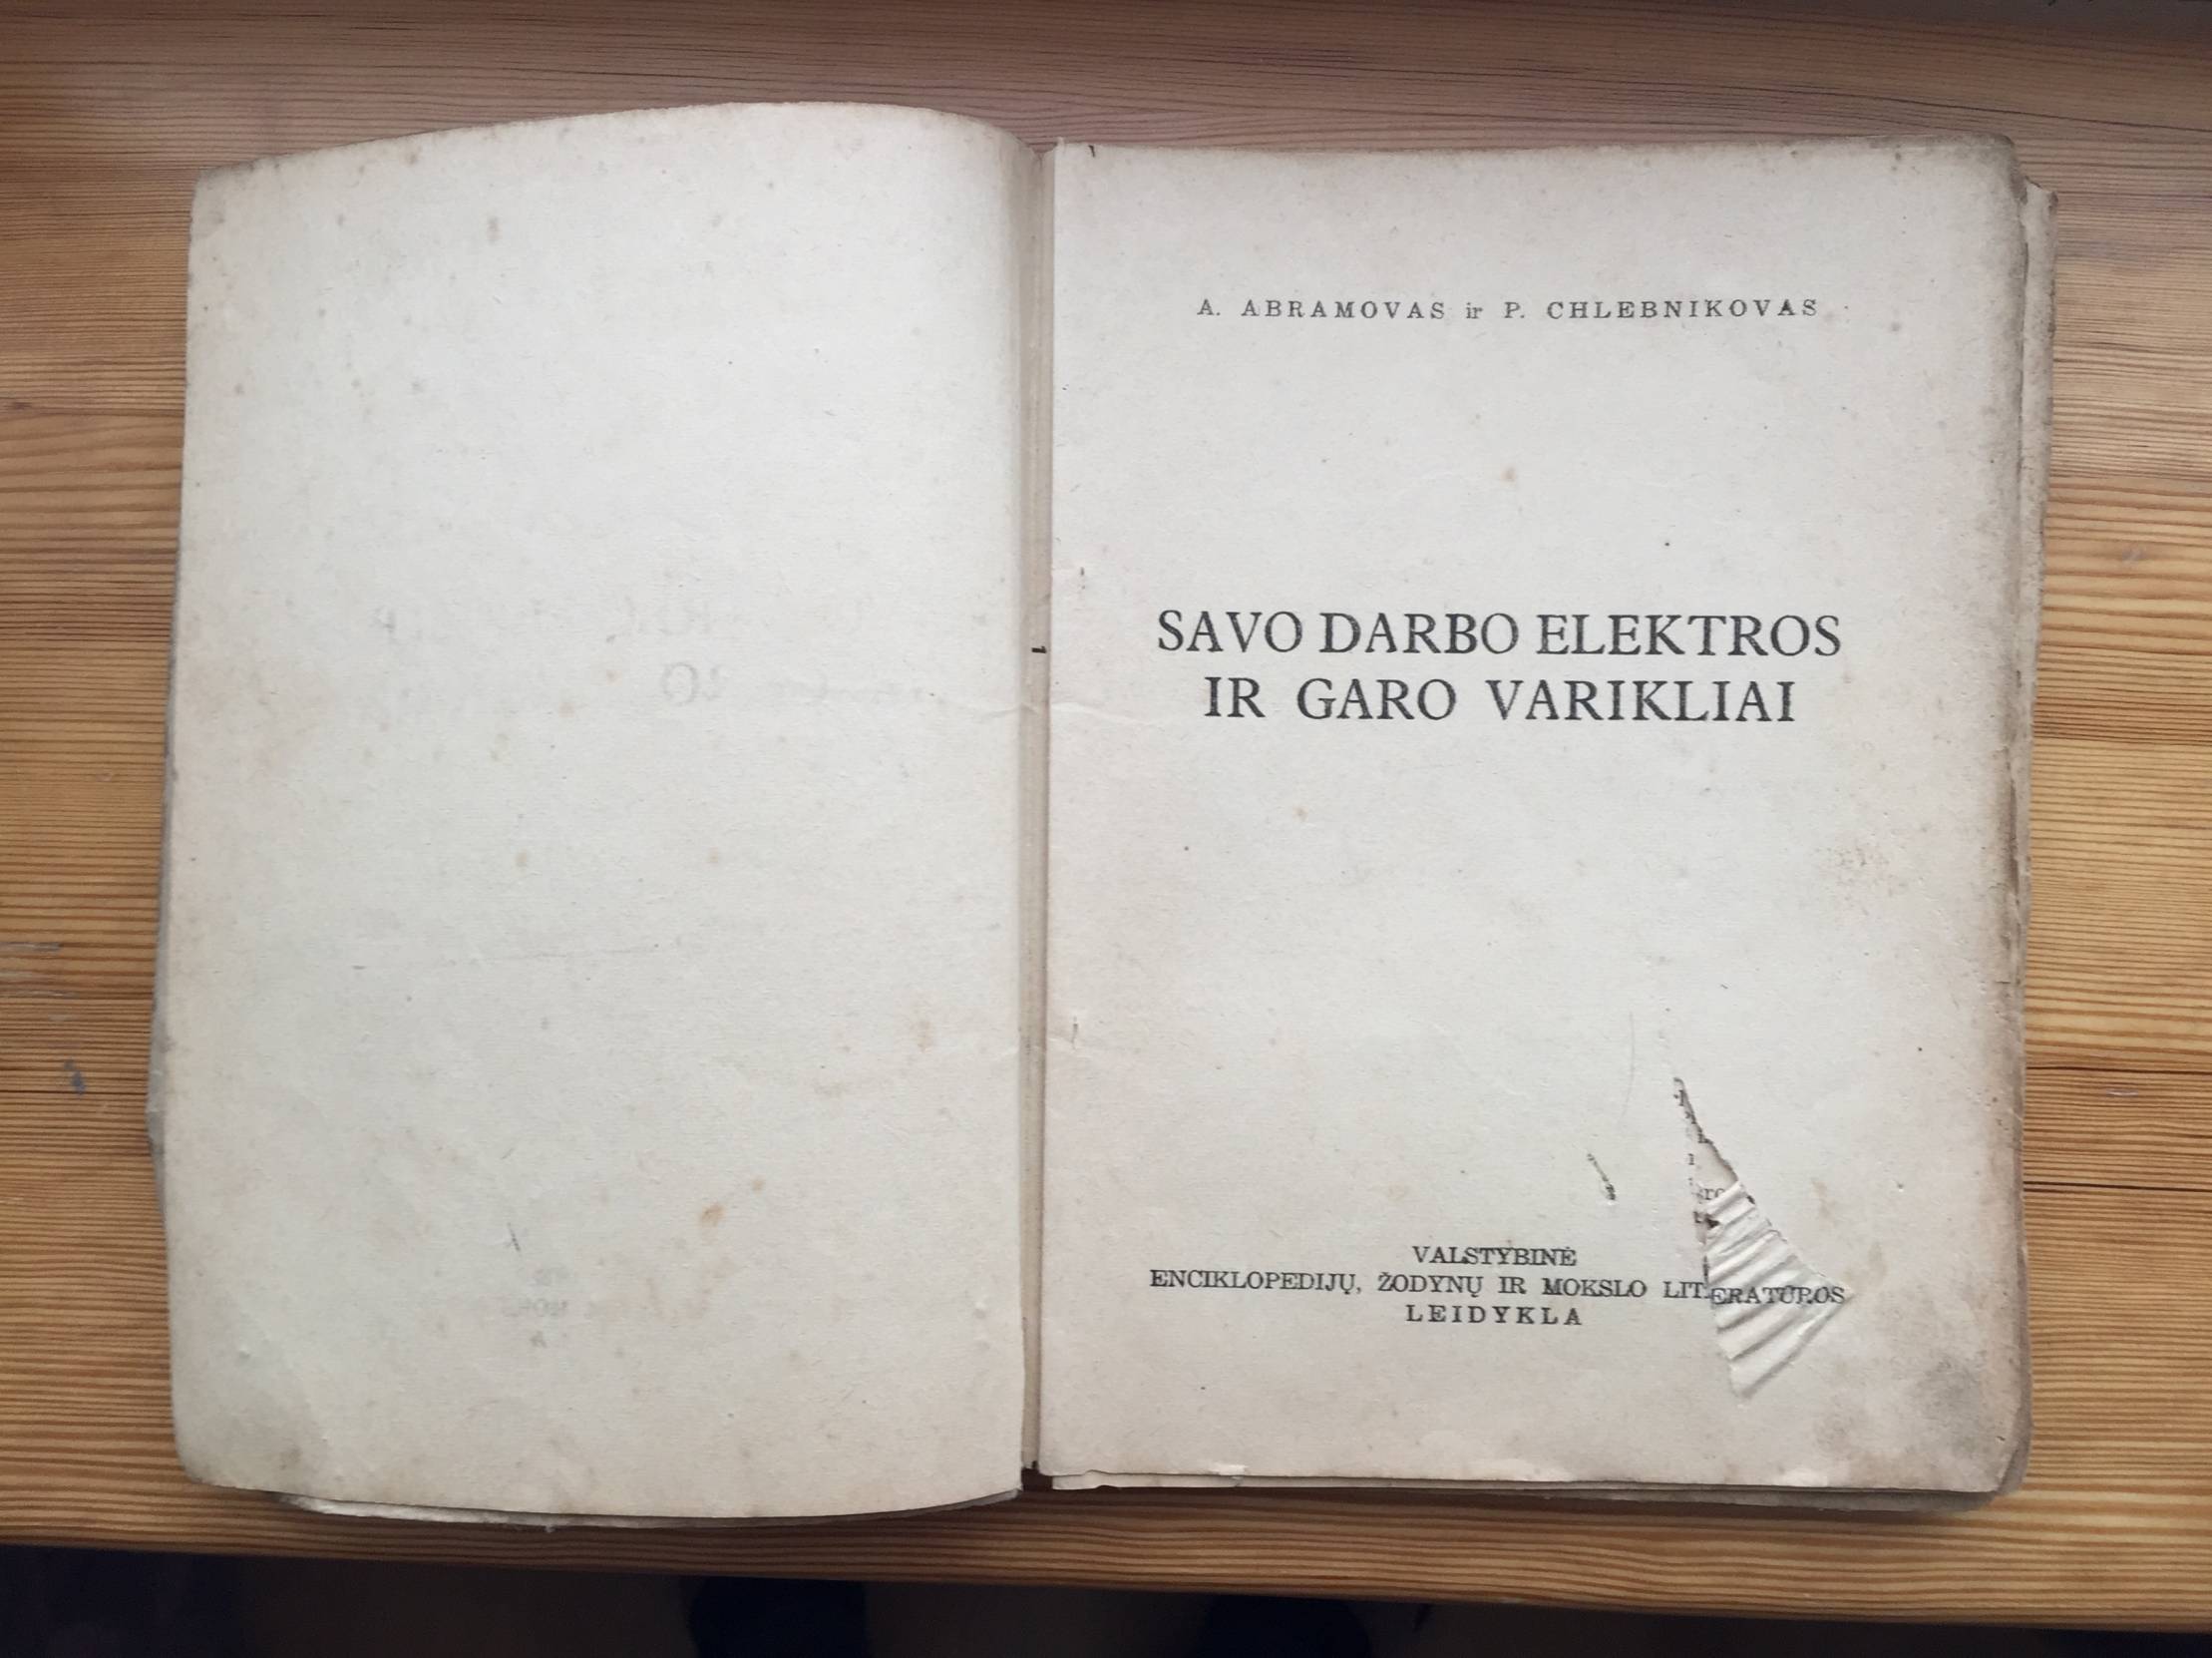 A. ABRAMOVAS ir P. CHLEBNIKOVAS
SAVO DARBO ELEKTROS
IR GARO VARIKLIAI
VALSTYBINĖ
ENCIKLOPEDIJŲ, ŽODYNŲ IR MOKSLO LITERATŪROS
LEIDYKLA